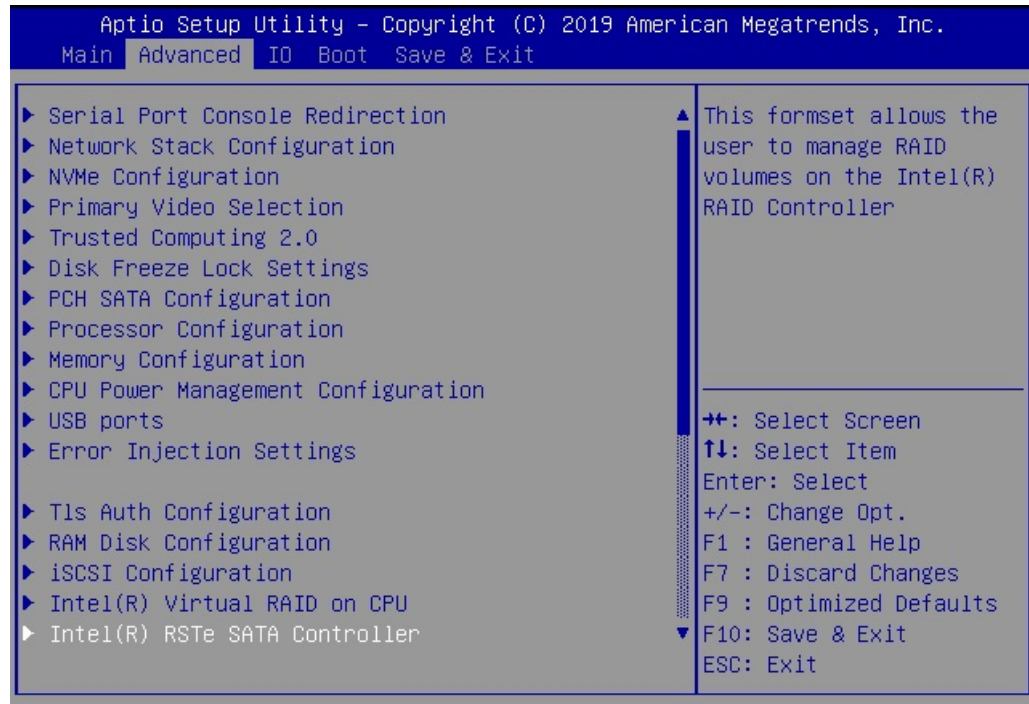 Aptio Setup Utility – Copyright (C) 2019 American Megatrends, Inc.
Main Advanced IO Boot Save & Exit
▶ Serial Port Console Redirection
▶ Network Stack Configuration
▶ NVMe Configuration
▶ Primary Video Selection
▶ Trusted Computing 2.0
▶ Disk Freeze Lock Settings
▶ PCH SATA Configuration
▶ Processor Configuration
▶ Memory Configuration
▶ CPU Power Management Configuration
▶ USB ports
▶ Error Injection Settings
▶ Tls Auth Configuration
▶ RAM Disk Configuration
▶ iSCSI Configuration
▶ Intel(R) Virtual RAID on CPU
▶ Intel(R) RSTe SATA Controller
This formset allows the
user to manage RAID
volumes on the Intel(R)
RAID Controller
→←: Select Screen
↑↓: Select Item
Enter: Select
+/-: Change Opt.
F1 : General Help
F7 : Discard Changes
F9 : Optimized Defaults
F10: Save & Exit
ESC: Exit